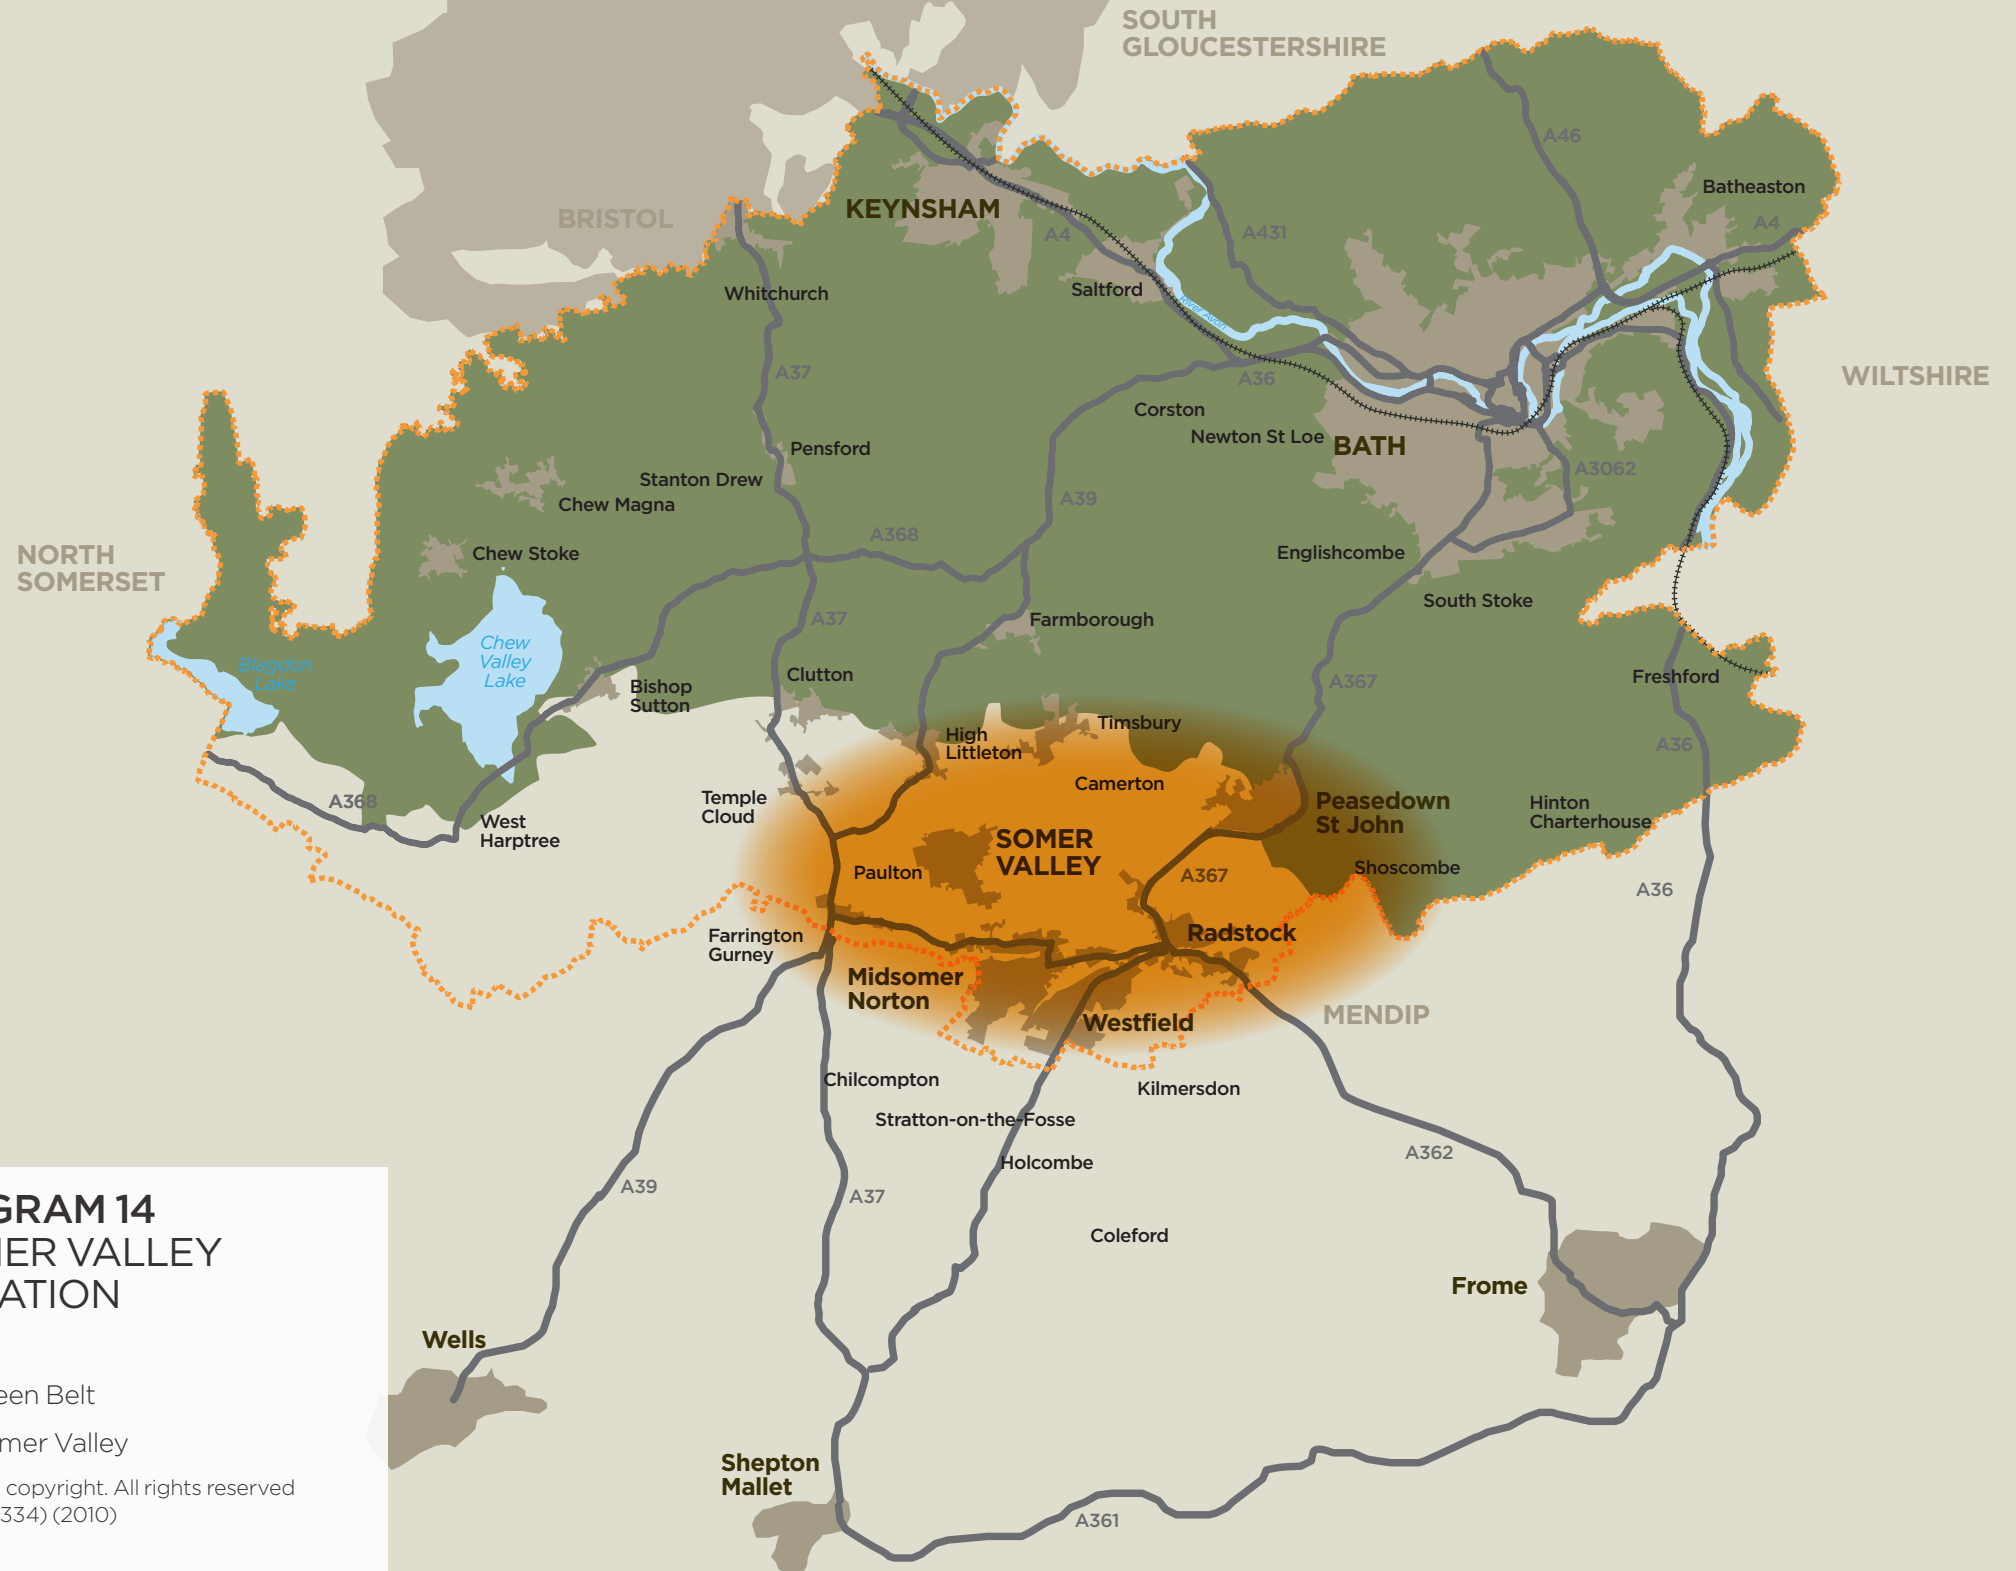 SOUTH
GLOUCESTERSHIRE
A46
Batheaston
KEYNSHAM
BRISTOL
A4
A431
A4
Whitchurch
Saltford
River Avon
A37
A36
WILTSHIRE
Corston
Newton St Loe
BATH
Pensford
Stanton Drew
A3062
Chew Magna
A39
A368
NORTH
SOMERSET
Chew Stoke
Englishcombe
South Stoke
A37
Farmborough
Chew
Valley
Lake
Blagdon
Lake
Clutton
Bishop
Sutton
A367
Freshford
High
Littleton
Timsbury
A36
Camerton
Temple
Cloud
A368
West
Harptree
Peasedown
St John
Hinton
Charterhouse
SOMER
VALLEY
Paulton
A367
Shoscombe
A36
Farrington
Gurney
Radstock
Midsomer
Norton
Westfield
MENDIP
Chilcompton
Kilmersdon
Stratton-on-the-Fosse
Holcombe
A362
A39
A37
Coleford
Frome
Wells
Shepton
Mallet
A361
GRAM 14
ER VALLEY
ATION
een Belt
mer Valley
copyright. All rights reserved
334) (2010)